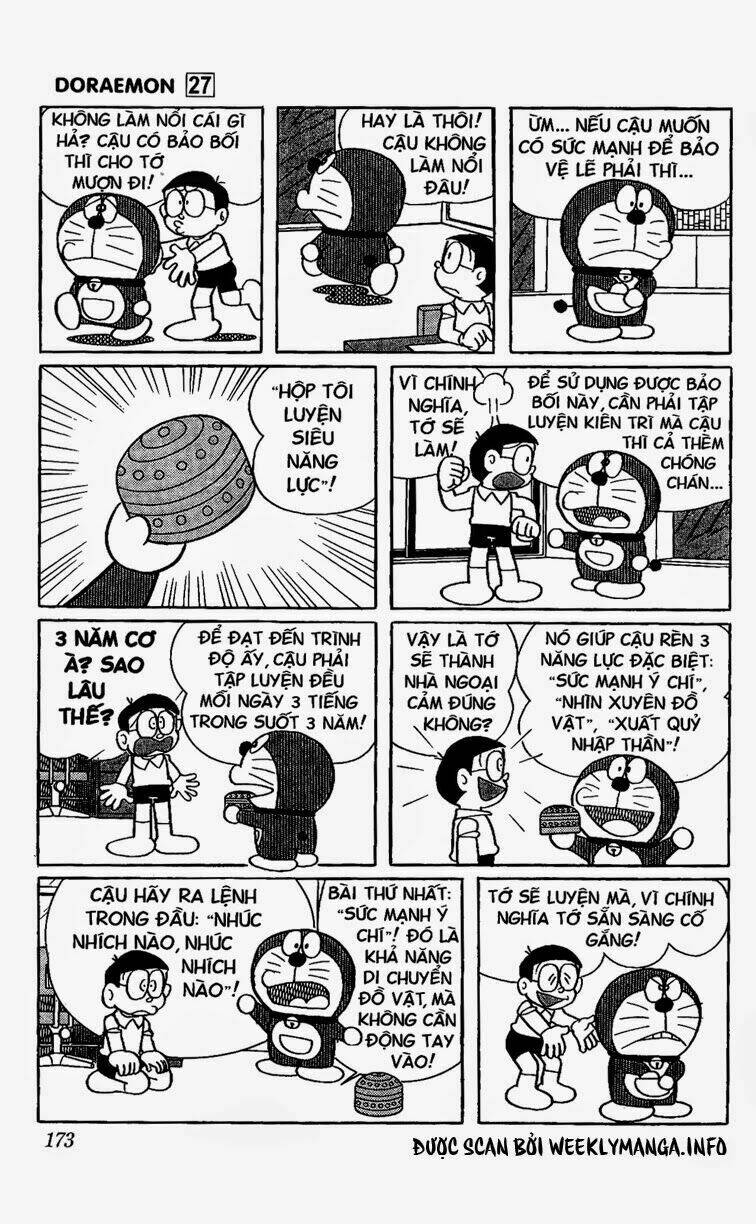 DORAEMON 27
ỪM... NẾU CẬU MUỐN
CÓ SỨC MẠNH ĐỂ BẢO
VỆ LẼ PHẢI THÌ...
HAY LÀ THÔI!
CẬU KHÔNG
LÀM NỔI
ĐÂU!
KHÔNG LÀM NỔI CÁI GÌ
HẢ? CẬU CÓ BẢO BỐI
THÌ CHO TỚ
MƯỢN ĐI!
ĐỂ SỬ DỤNG ĐƯỢC BẢO
BỐI NÀY, CẦN PHẢI TẬP
LUYỆN KIÊN TRÌ MÀ CẬU
THÌ CẢ THÈM
CHÓNG
CHÁN...
VÌ CHÍNH
NGHĨA,
TỚ SẼ
LÀM!
"HỘP TÔI
LUYỆN
SIÊU
NĂNG
LỰC"!
NÓ GIÚP CẬU RÈN 3
NĂNG LỰC ĐẶC BIỆT:
"SỨC MẠNH Ý CHÍ",
"NHÌN XUYÊN ĐỒ
VẬT", "XUẤT QUỶ
NHẬP THẦN"!
VẬY LÀ TỚ
SẼ THÀNH
NHÀ NGOẠI
CẢM ĐÚNG
KHÔNG?
ĐỂ ĐẠT ĐẾN TRÌNH
ĐỘ ẤY, CẬU PHẢI
TẬP LUYỆN ĐỀU
MỖI NGÀY 3 TIẾNG
TRONG SUỐT 3 NĂM!
3 NĂM CƠ
À? SAO
LÂU
THẾ?
TỚ SẼ LUYỆN MÀ, VÌ CHÍNH
NGHĨA TỚ SẴN SÀNG CỐ
GẮNG!
BÀI THỨ NHẤT:
"SỨC MẠNH Ý
CHÍ"! ĐÓ LÀ
KHẢ NĂNG
DI CHUYỂN
ĐỒ VẬT, MÀ
KHÔNG CẦN
ĐỘNG TAY
VÀO!
CẬU HÃY RA LỆNH
TRONG ĐẦU: "NHÚC
NHÍCH NÀO, NHÚC
NHÍCH
NÀO"!
173
ĐƯỢC SCAN BỞI WEEKLYMANGA.INFO